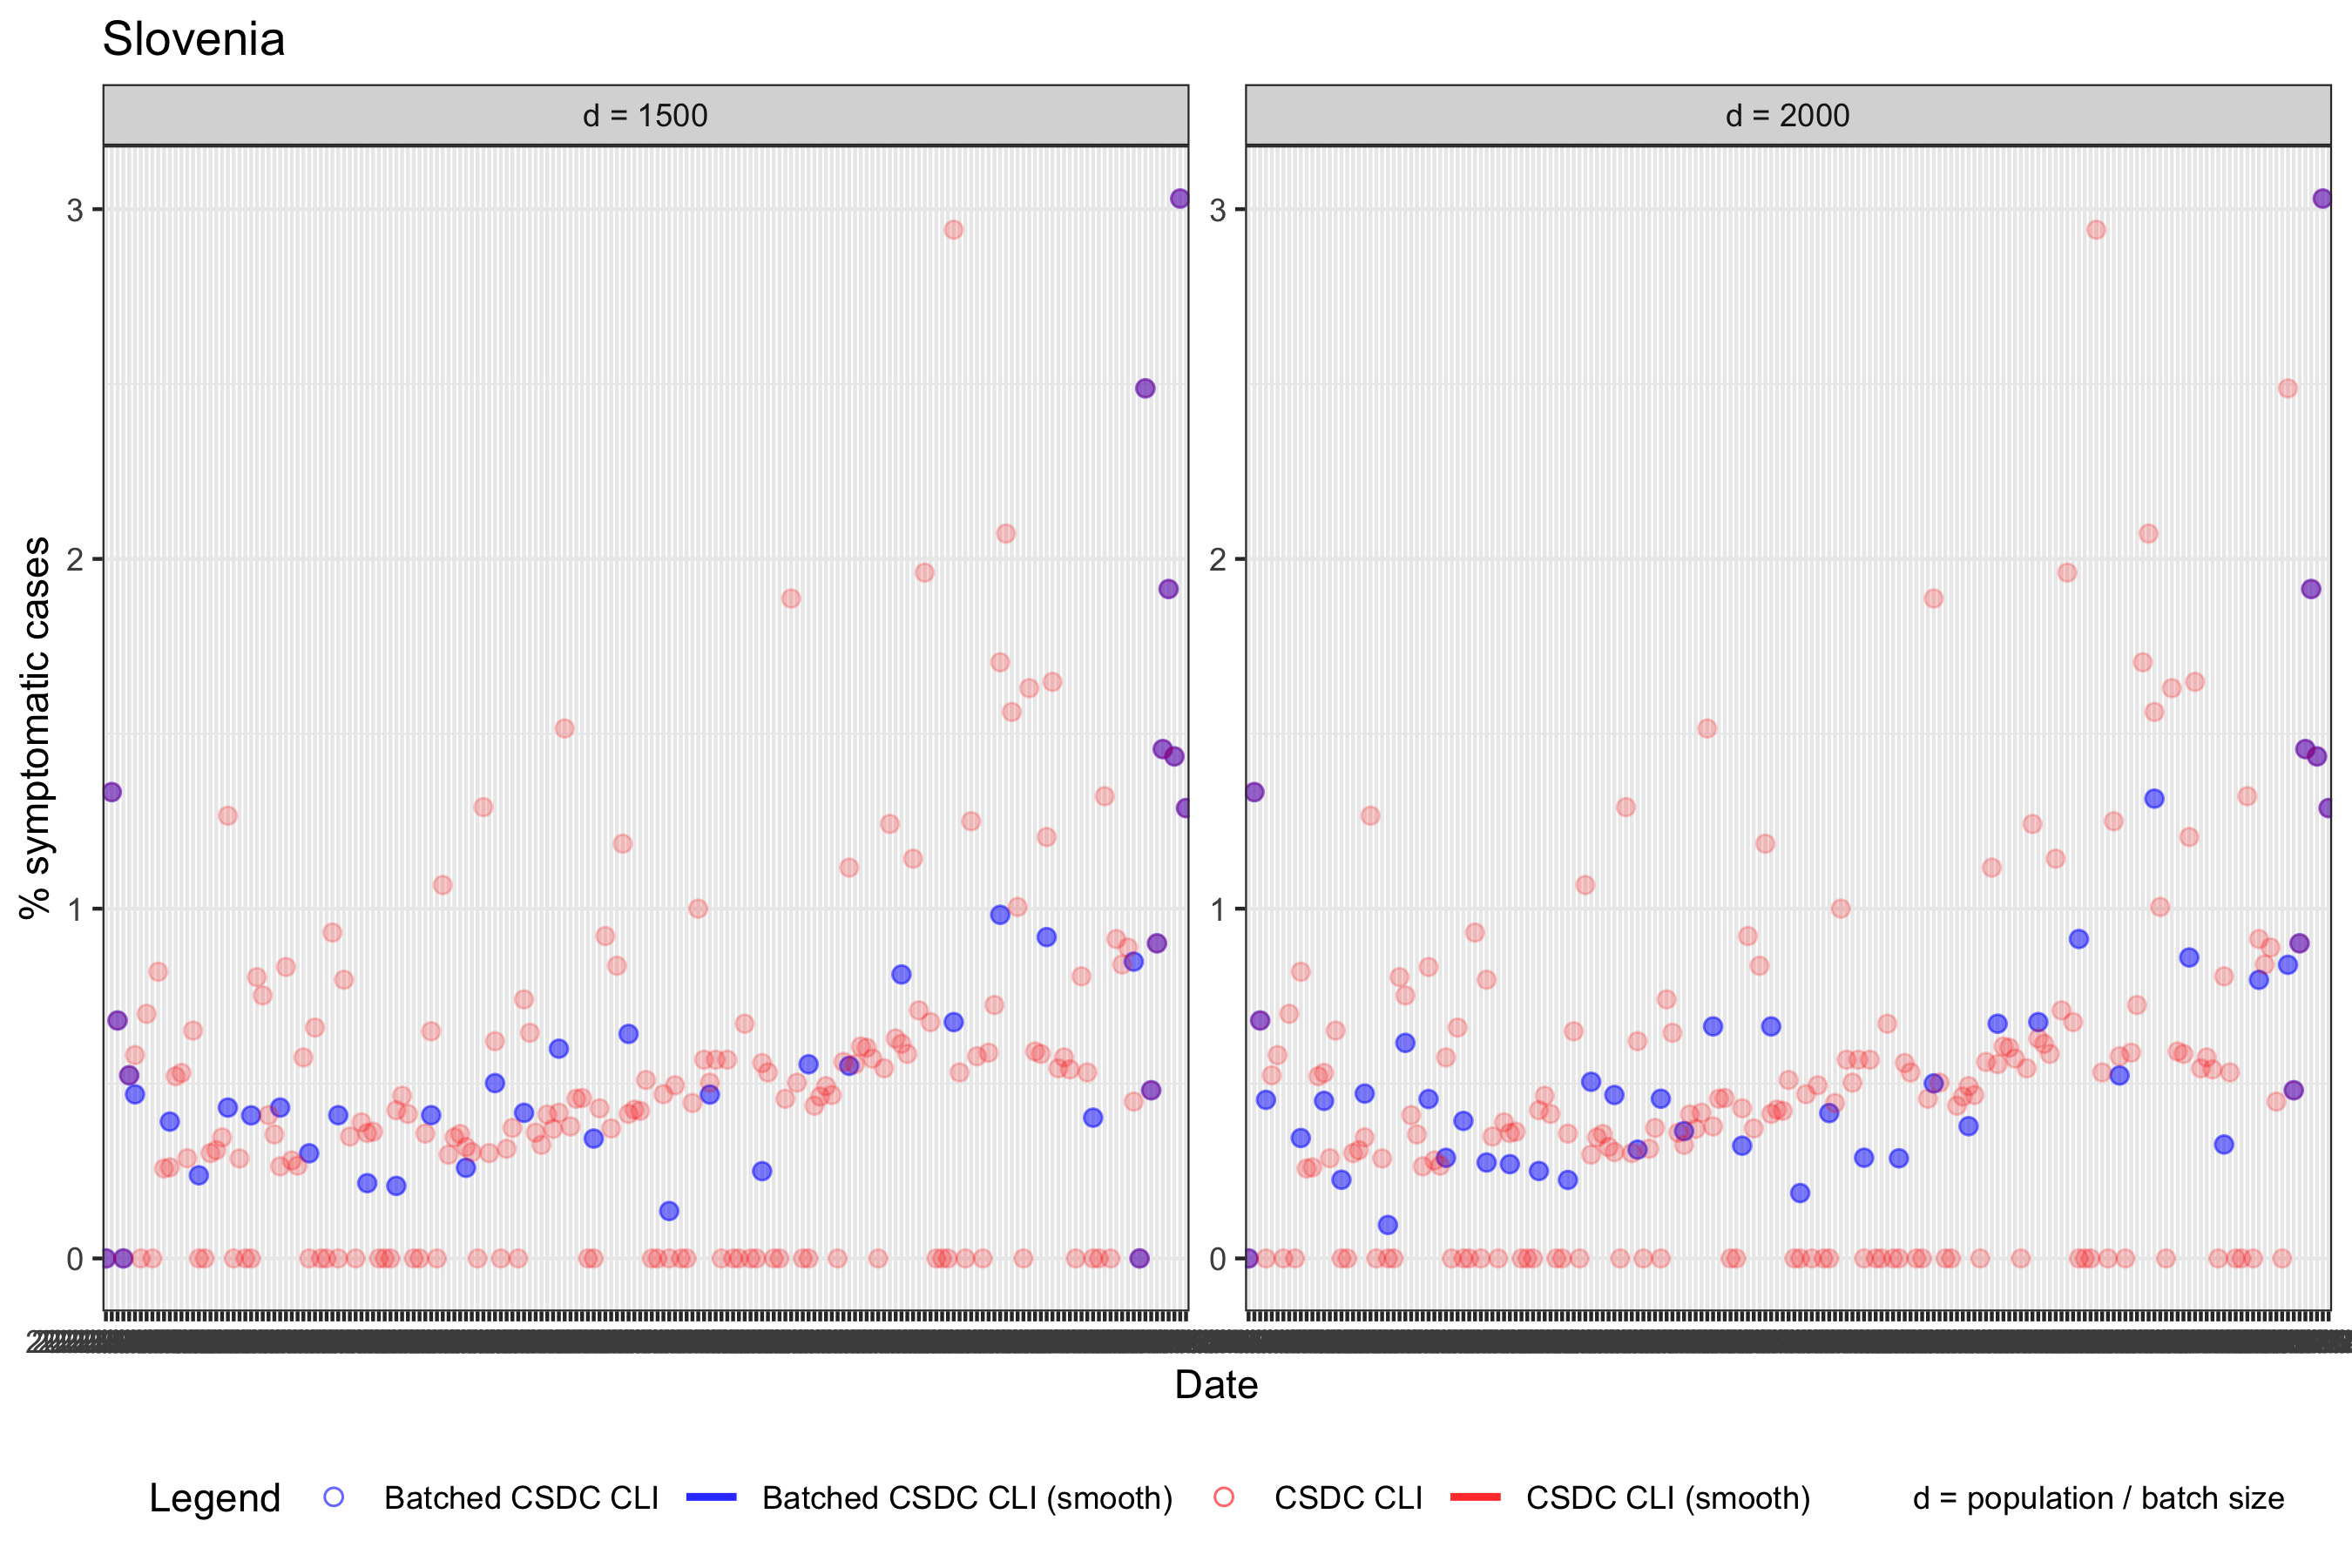 Slovenia
d = 1500
d = 2000
% symptomatic cases
3
2
1
0
3
2
1
0
Date
Legend
Batched CSDC CLI
Batched CSDC CLI (smooth)
CSDC CLI
CSDC CLI (smooth)
d = population / batch size